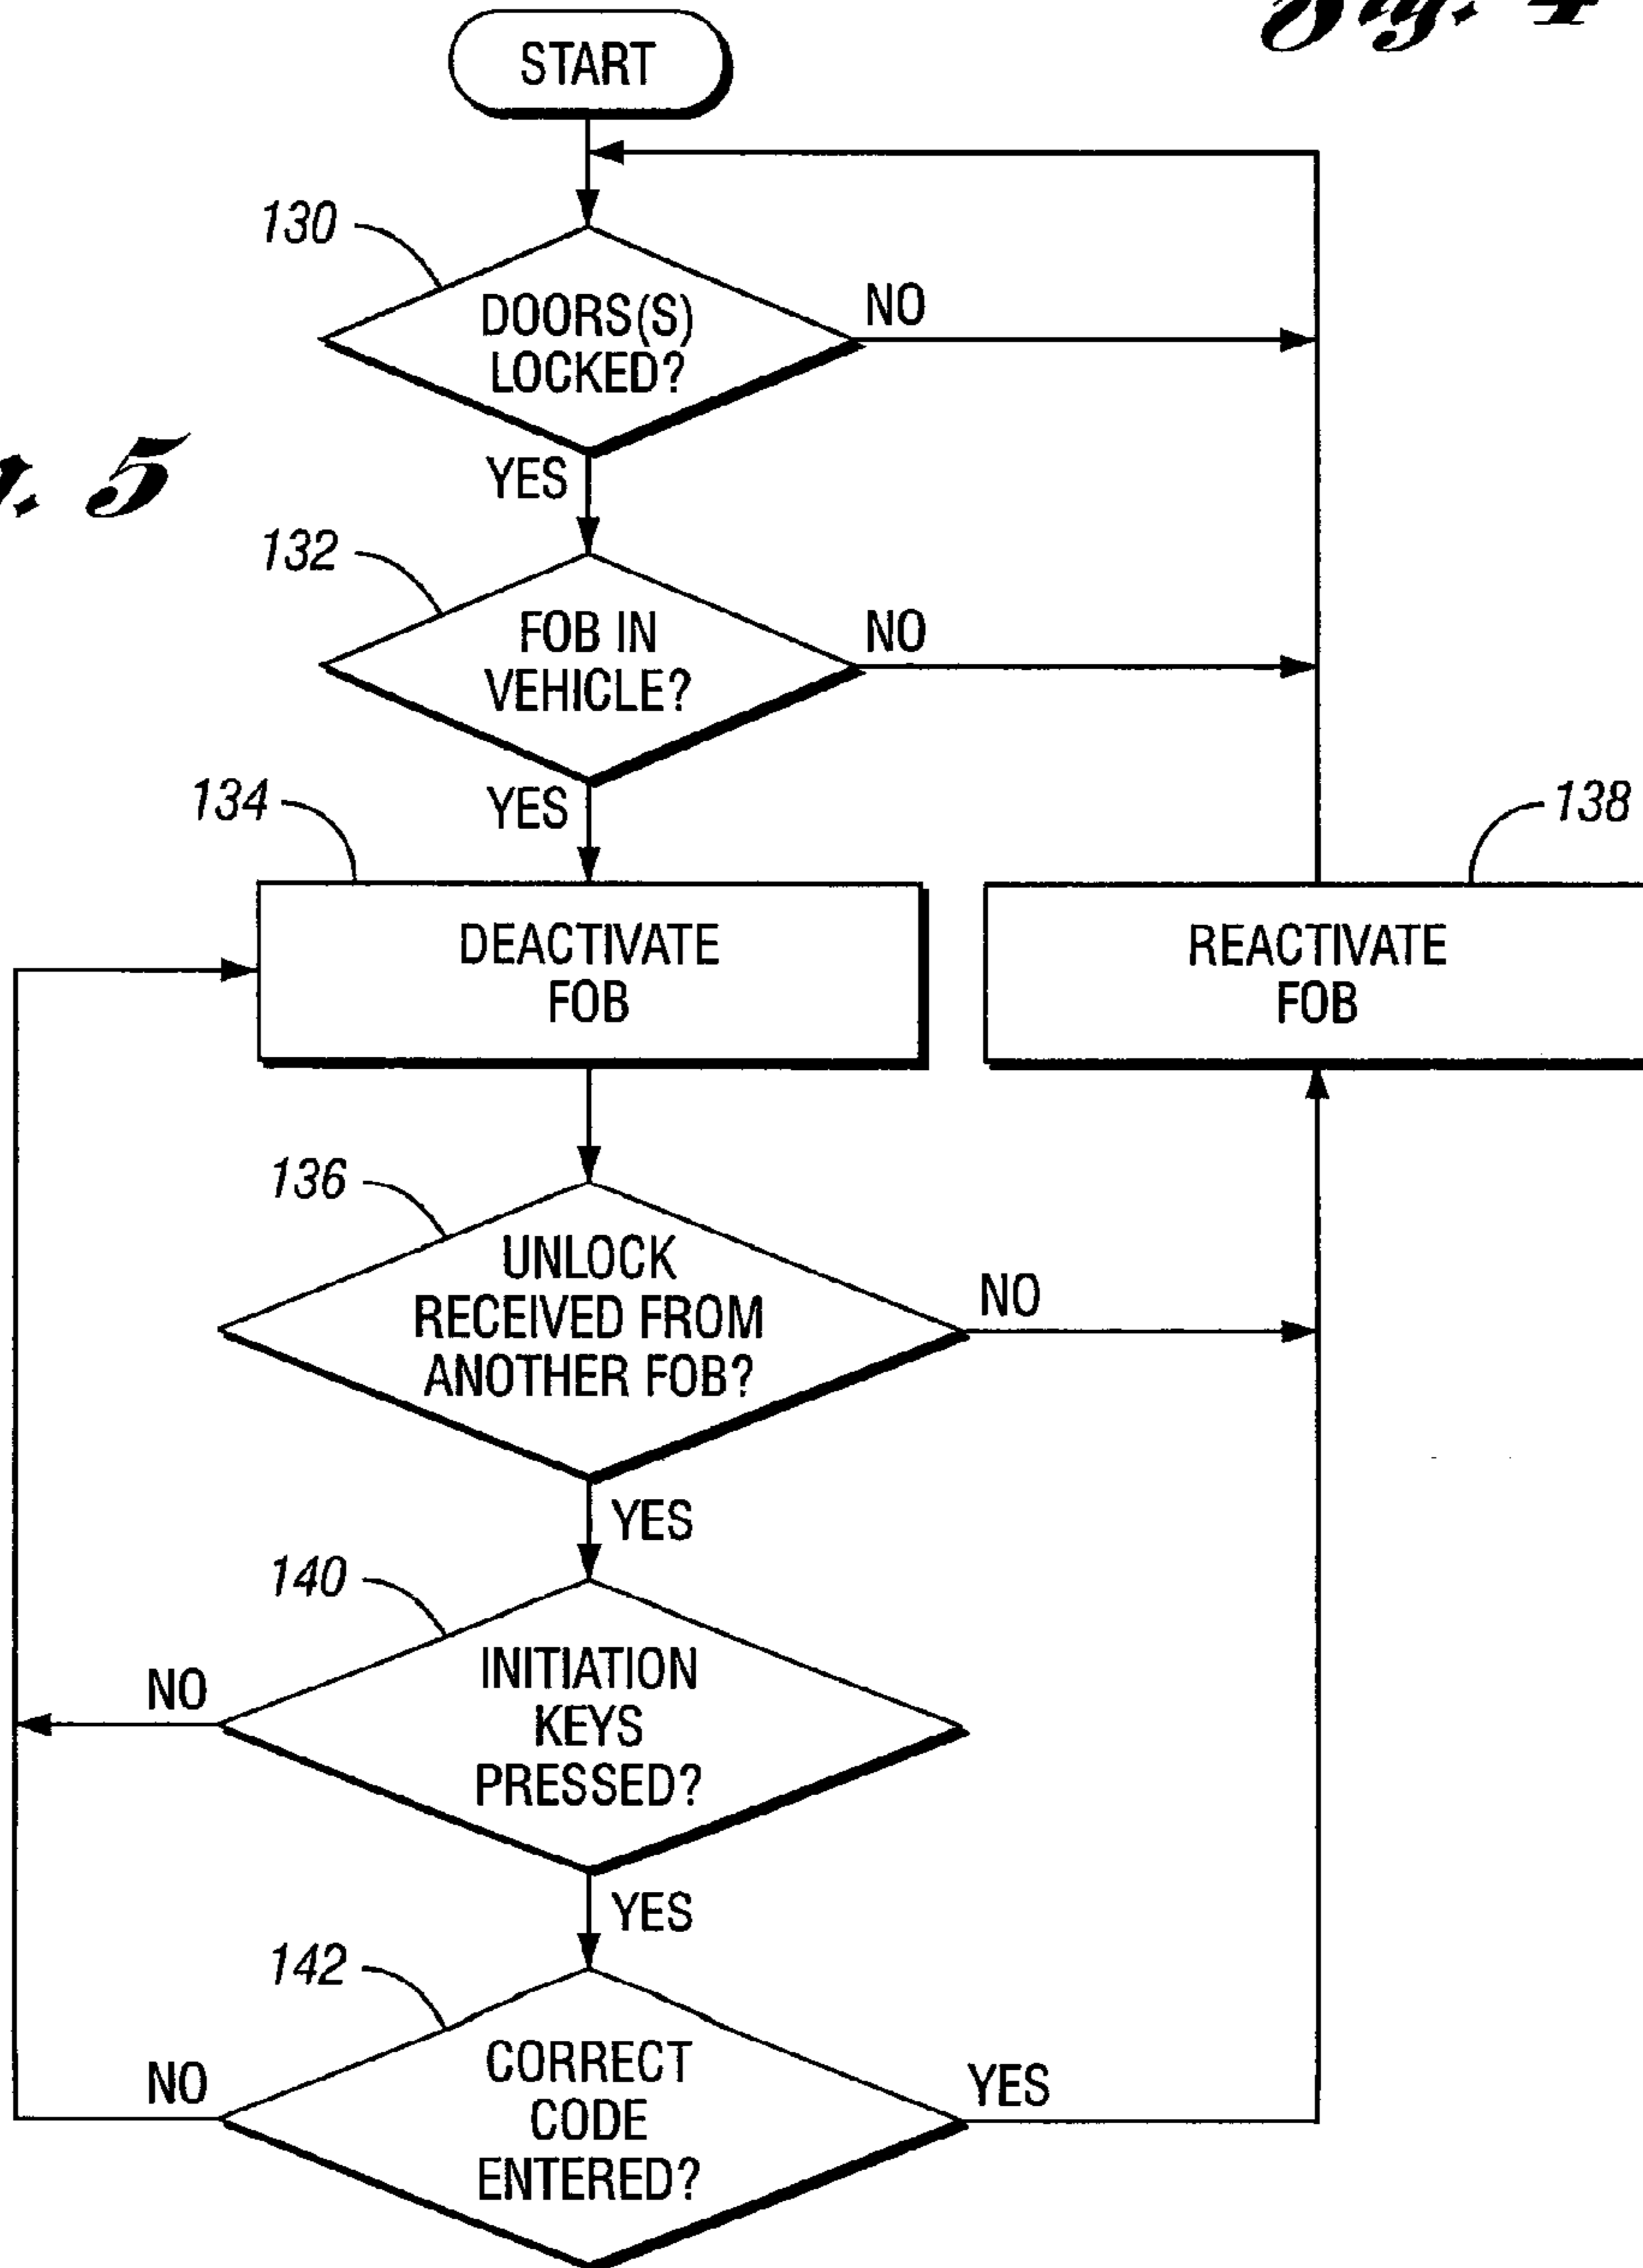 START
130
DOORS(S)
LOCKED?
NO
YES
5
132
FOB IN
VEHICLE?
NO
YES
134
DEACTIVATE
FOB
138
REACTIVATE
FOB
136
UNLOCK
RECEIVED FROM
ANOTHER FOB?
NO
YES
140
INITIATION
KEYS
PRESSED?
NO
YES
142
CORRECT
CODE
ENTERED?
NO
YES